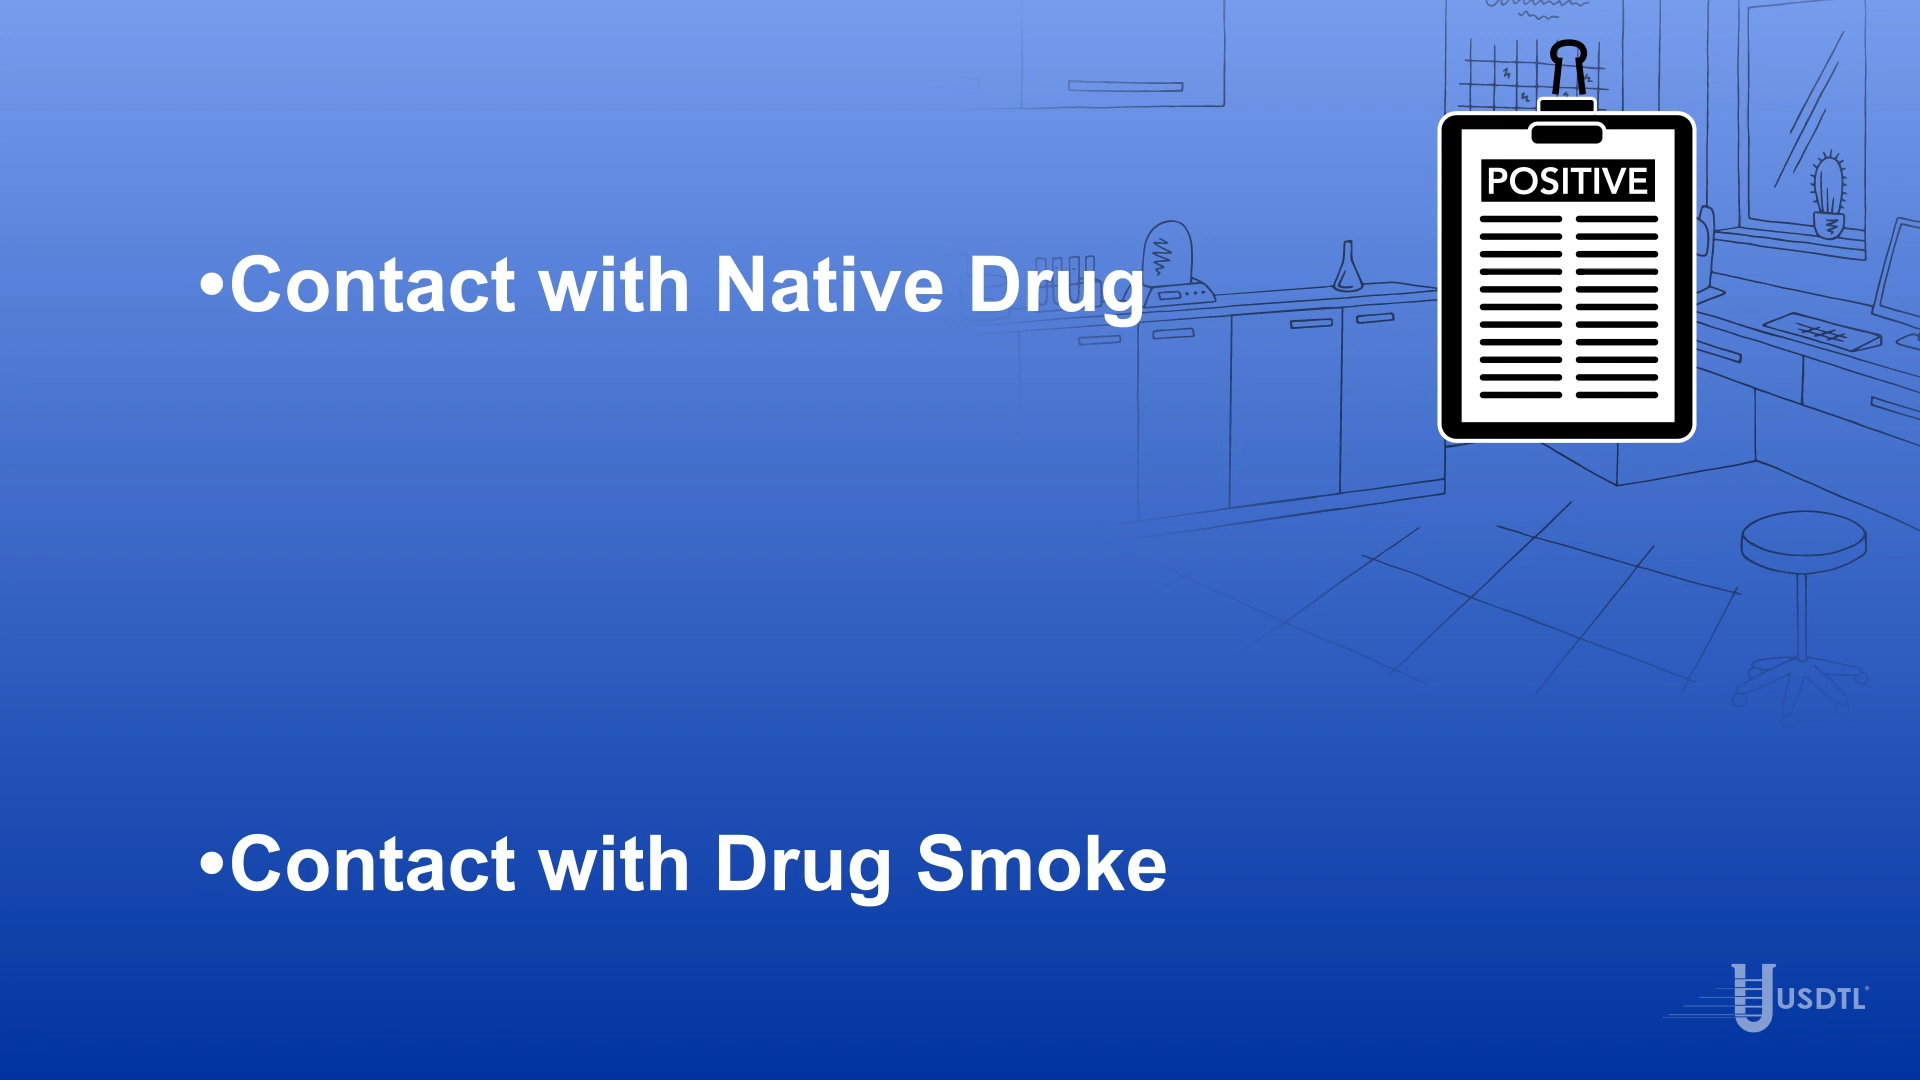 POSITIVE
•Contact with Native Drug
•Contact with Drug Smoke
USDTL®